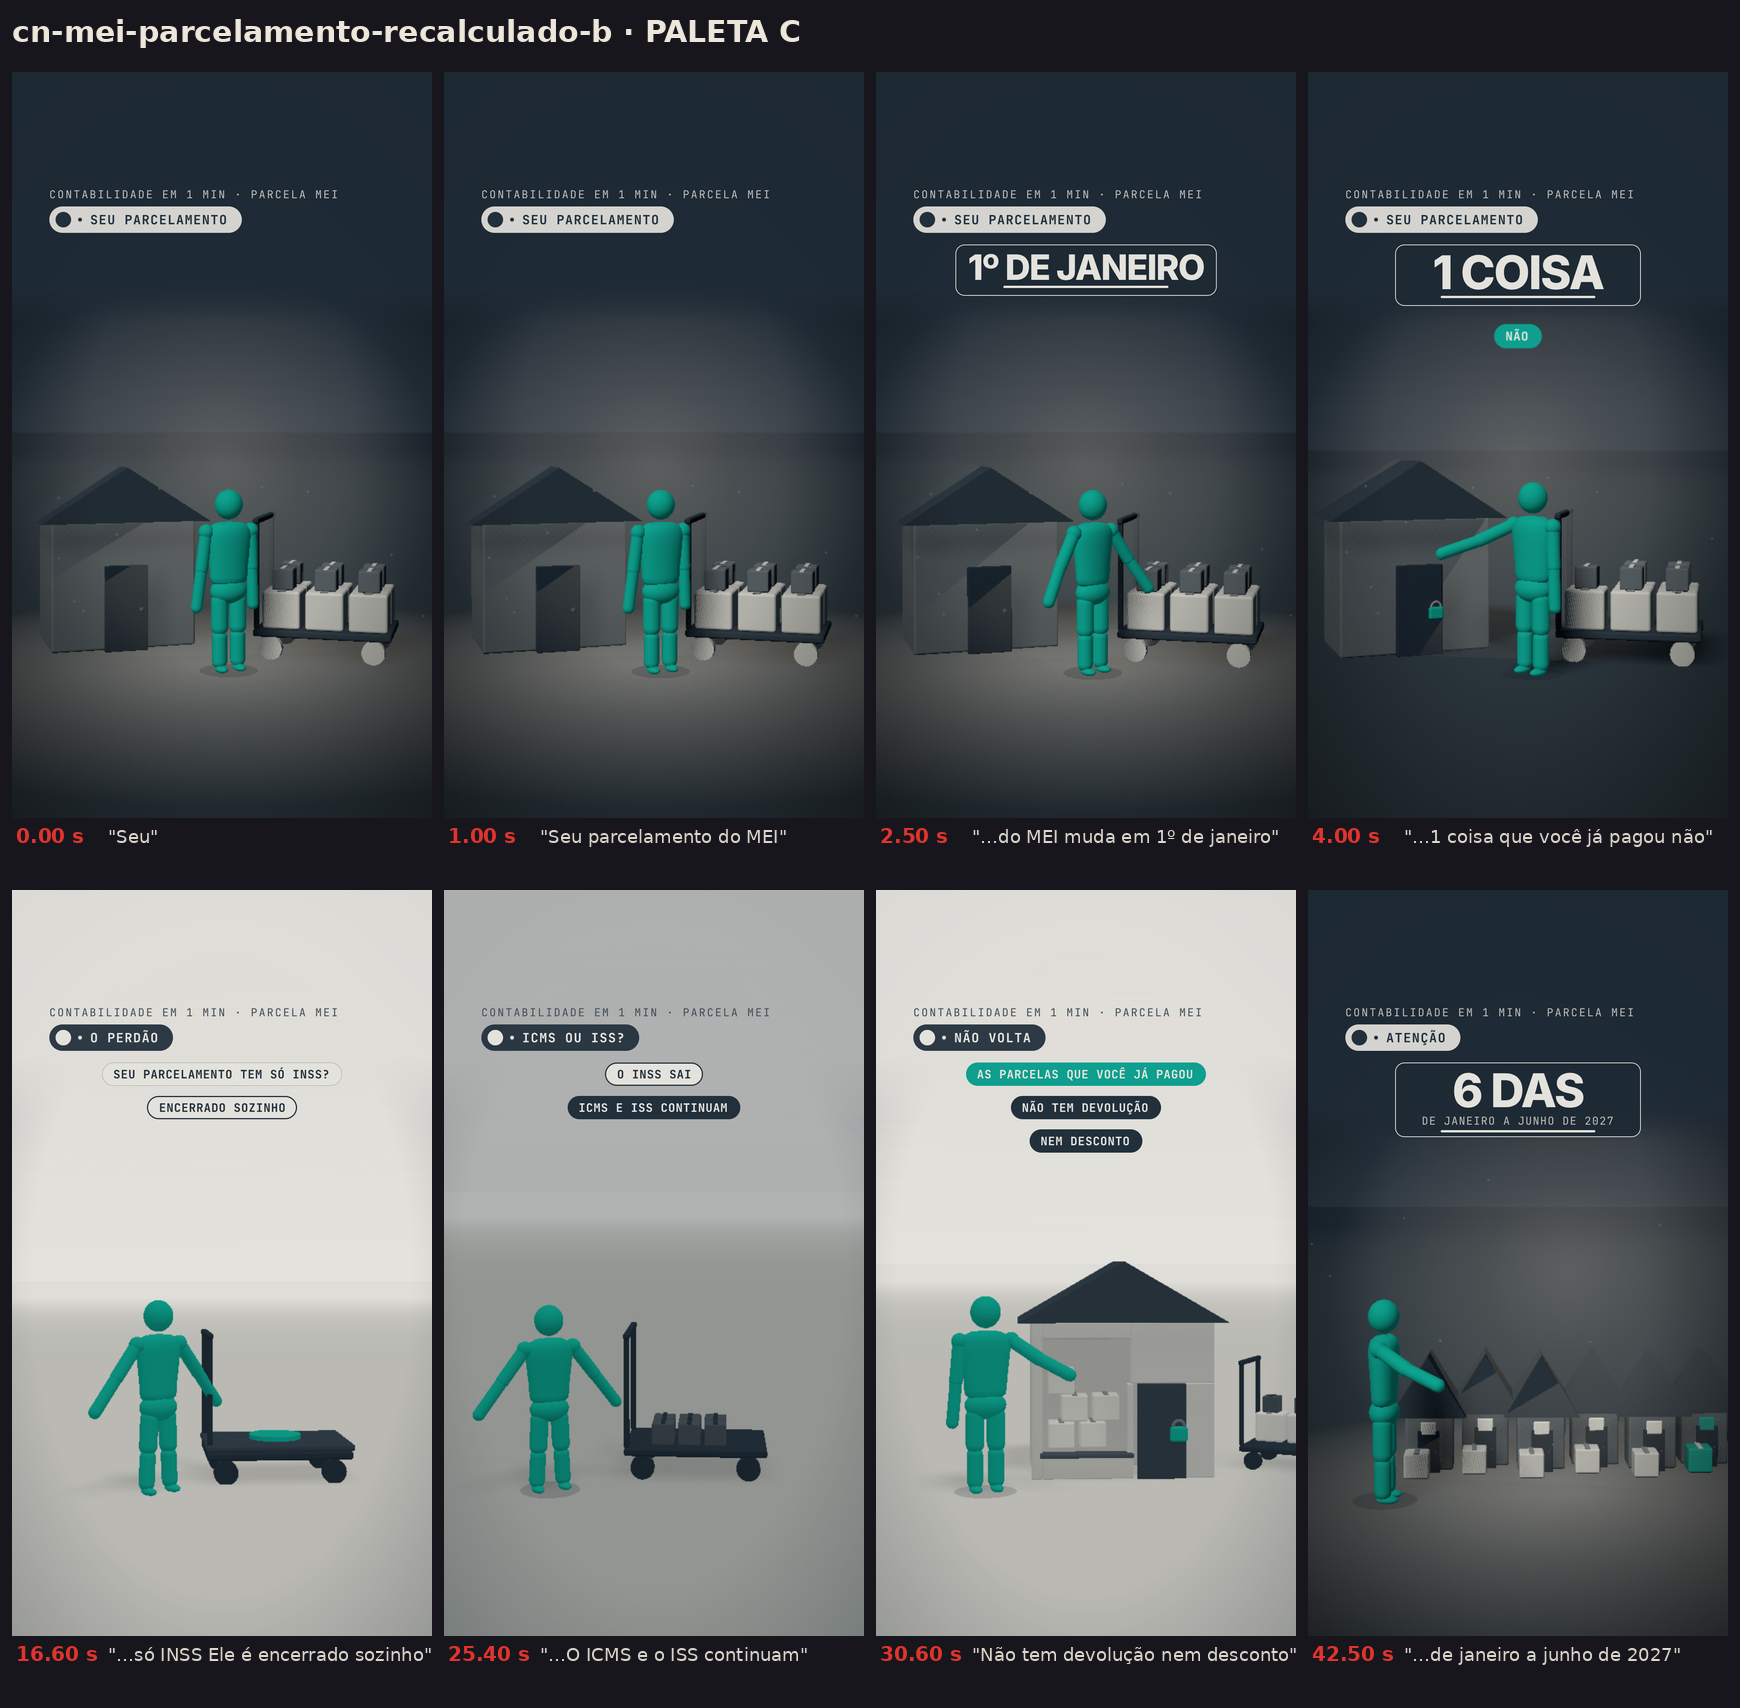 cn-mei-parcelamento-recalculado-b · PALETA C
CONTABILIDADE EM 1 MIN · PARCELA MEI
• SEU PARCELAMENTO
0.00 s "Seu"
CONTABILIDADE EM 1 MIN · PARCELA MEI
• SEU PARCELAMENTO
1.00 s "Seu parcelamento do MEI"
CONTABILIDADE EM 1 MIN · PARCELA MEI
• SEU PARCELAMENTO
1º DE JANEIRO
2.50 s "...do MEI muda em 1º de janeiro"
CONTABILIDADE EM 1 MIN · PARCELA MEI
• SEU PARCELAMENTO
1 COISA
NÃO
4.00 s "...1 coisa que você já pagou não"
CONTABILIDADE EM 1 MIN · PARCELA MEI
• O PERDÃO
SEU PARCELAMENTO TEM SÓ INSS?
ENCERRADO SOZINHO
16.60 s "...só INSS Ele é encerrado sozinho"
CONTABILIDADE EM 1 MIN · PARCELA MEI
• ICMS OU ISS?
O INSS SAI
ICMS E ISS CONTINUAM
25.40 s "...O ICMS e o ISS continuam"
CONTABILIDADE EM 1 MIN · PARCELA MEI
• NÃO VOLTA
AS PARCELAS QUE VOCÊ JÁ PAGOU
NÃO TEM DEVOLUÇÃO
NEM DESCONTO
30.60 s "Não tem devolução nem desconto"
CONTABILIDADE EM 1 MIN · PARCELA MEI
• ATENÇÃO
6 DAS
DE JANEIRO A JUNHO DE 2027
42.50 s "...de janeiro a junho de 2027"